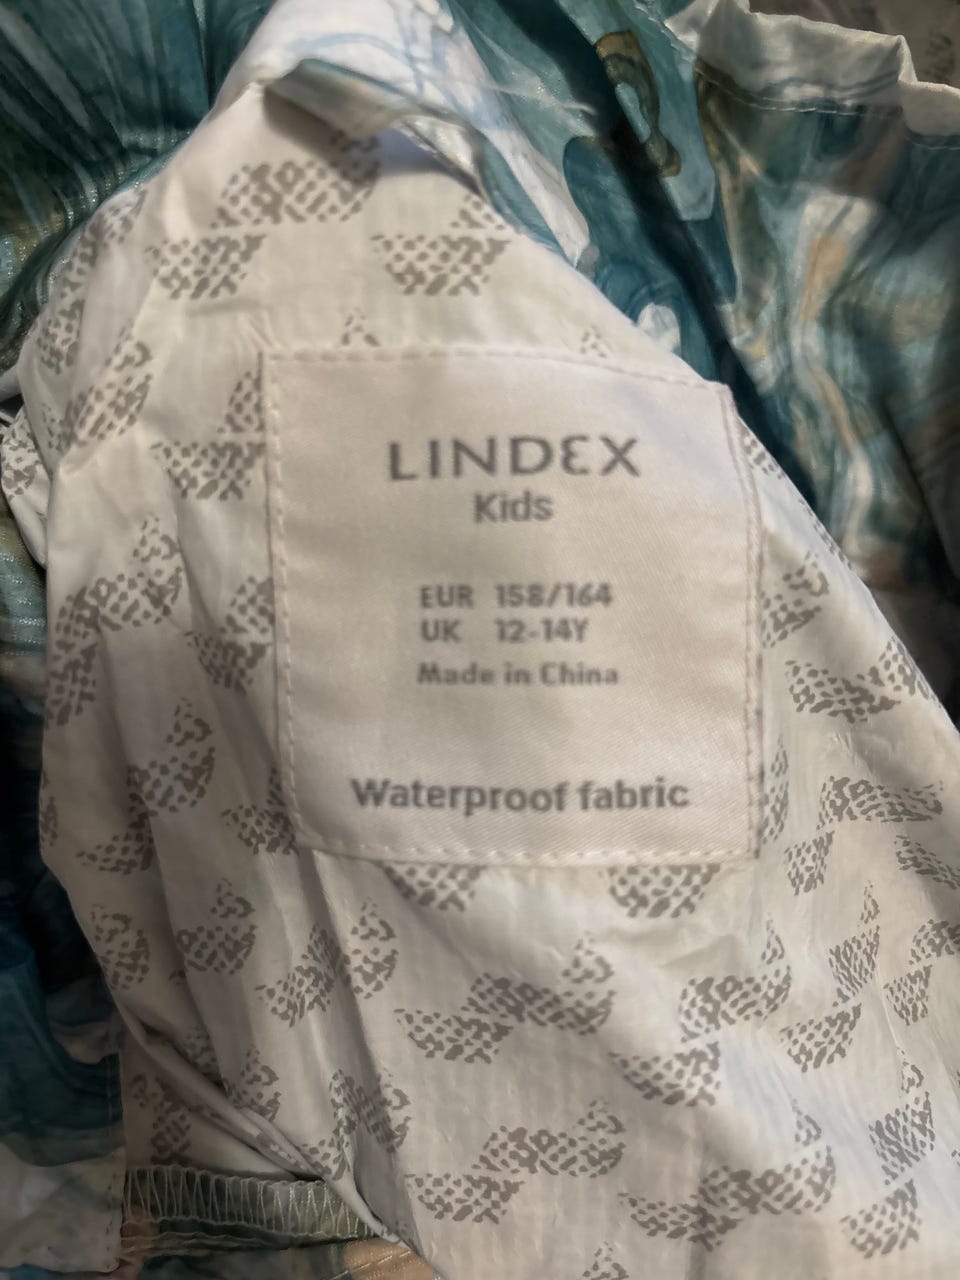 LINDEX
Kids
EUR 158/164
UK 12-14Y
Made in China
Waterproof fabric